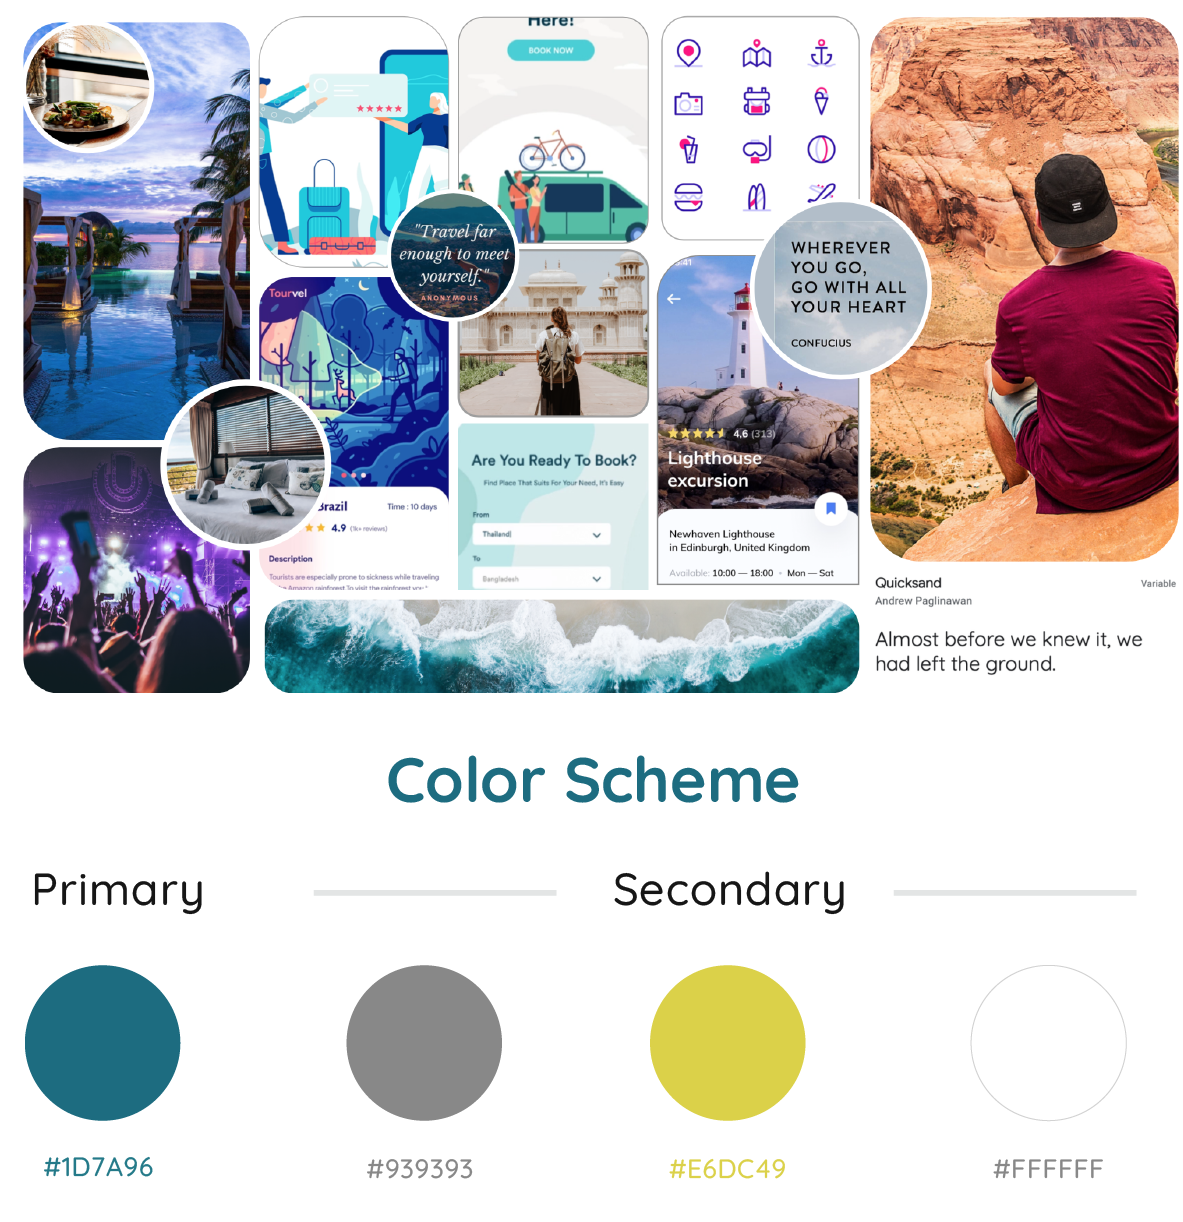 Here!
BOOK NOW
"Travel far
enough to meet
yourself."
ANONYMOUS
WHEREVER
YOU GO,
GO WITH ALL
YOUR HEART
CONFUCIUS
Tourvel
Brazil
Time : 10 days
4.9 (1k+ reviews)
Description
Tourists are especially prone to sickness while traveling
Amazon rainforest To visit the rainforest you
Are You Ready To Book?
Find Place That Suits For Your Need, It's Easy
From
Thailand
To
Bangladesh
:41
4,6 (313)
Lighthouse
excursion
Newhaven Lighthouse
in Edinburgh, United Kingdom
Available: 10:00 — 18:00 • Mon — Sat
Quicksand
Variable
Andrew Paglinawan
Almost before we knew it, we
had left the ground.
Color Scheme
Primary
Secondary
#1D7A96
#939393
#E6DC49
#FFFFFF